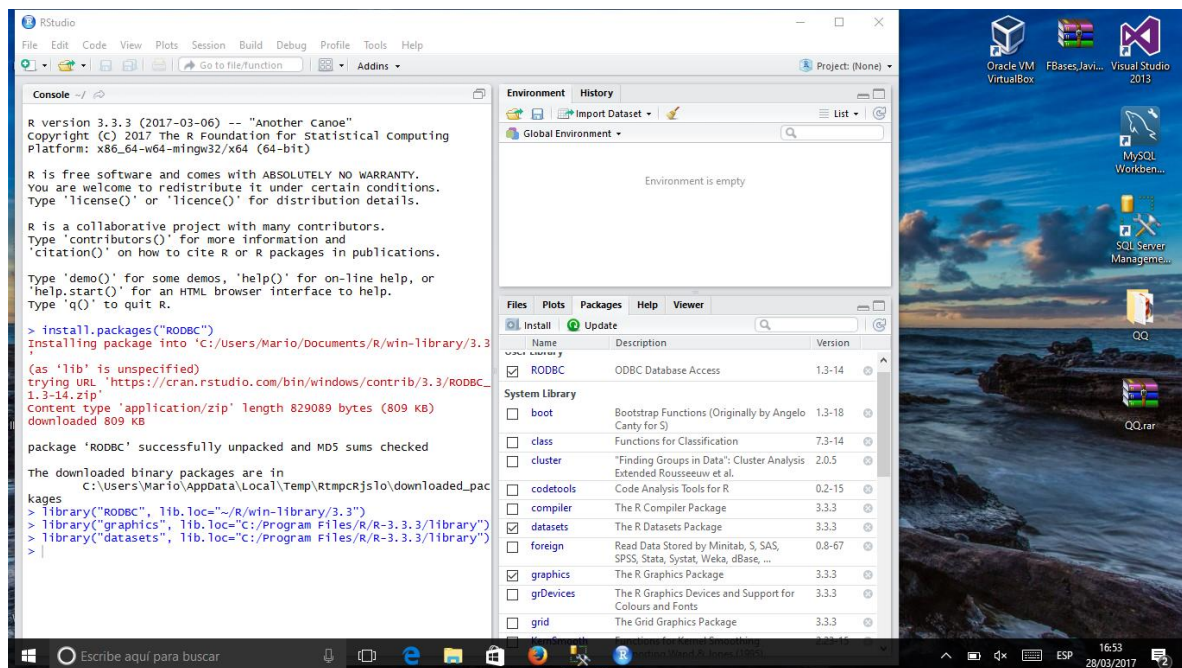 RStudio
File Edit Code View Plots Session Build Debug Profile Tools Help
Go to file/function
Addins
Project: (None)
Console ~/
R version 3.3.3 (2017-03-06) -- "Another Canoe"
Copyright (C) 2017 The R Foundation for Statistical Computing
Platform: x86_64-w64-mingw32/x64 (64-bit)
R is free software and comes with ABSOLUTELY NO WARRANTY.
You are welcome to redistribute it under certain conditions.
Type 'license()' or 'licence()' for distribution details.
R is a collaborative project with many contributors.
Type 'contributors()' for more information and
'citation()' on how to cite R or R packages in publications.
Type 'demo()' for some demos, 'help()' for on-line help, or
'help.start()' for an HTML browser interface to help.
Type 'q()' to quit R.
> install.packages("RODBC")
Installing package into ‘C:/Users/Mario/Documents/R/win-library/3.3
’
(as ‘lib’ is unspecified)
trying URL 'https://cran.rstudio.com/bin/windows/contrib/3.3/RODBC_
1.3-14.zip'
Content type 'application/zip' length 829089 bytes (809 KB)
downloaded 809 KB
package ‘RODBC’ successfully unpacked and MD5 sums checked
The downloaded binary packages are in
C:\Users\Mario\AppData\Local\Temp\RtmpcRjslo\downloaded_pac
kages
> library("RODBC", lib.loc="~/R/win-library/3.3")
> library("graphics", lib.loc="C:/Program Files/R/R-3.3.3/library")
> library("datasets", lib.loc="C:/Program Files/R/R-3.3.3/library")
>
Environment History
Import Dataset
List
Global Environment
Environment is empty
Files Plots Packages Help Viewer
Install Update
Name Description Version
User Library
RODBC ODBC Database Access 1.3-14
System Library
boot Bootstrap Functions (Originally by Angelo 1.3-18
Canty for S)
class Functions for Classification 7.3-14
cluster "Finding Groups in Data": Cluster Analysis 2.0.5
Extended Rousseeuw et al.
codetools Code Analysis Tools for R 0.2-15
compiler The R Compiler Package 3.3.3
datasets The R Datasets Package 3.3.3
foreign Read Data Stored by Minitab, S, SAS, 0.8-67
SPSS, Stata, Systat, Weka, dBase, ...
graphics The R Graphics Package 3.3.3
grDevices The R Graphics Devices and Support for 3.3.3
Colours and Fonts
grid The Grid Graphics Package 3.3.3
KernSmooth Functions for Kernel Smoothing 2.23-15
Supporting Wand & Jones (1995)
Oracle VM
VirtualBox
FBases,Javi...
Visual Studio
2013
MySQL
Workben...
SQL Server
Manageme...
QQ
QQ.rar
Escribe aquí para buscar
ESP
16:53
28/03/2017
2